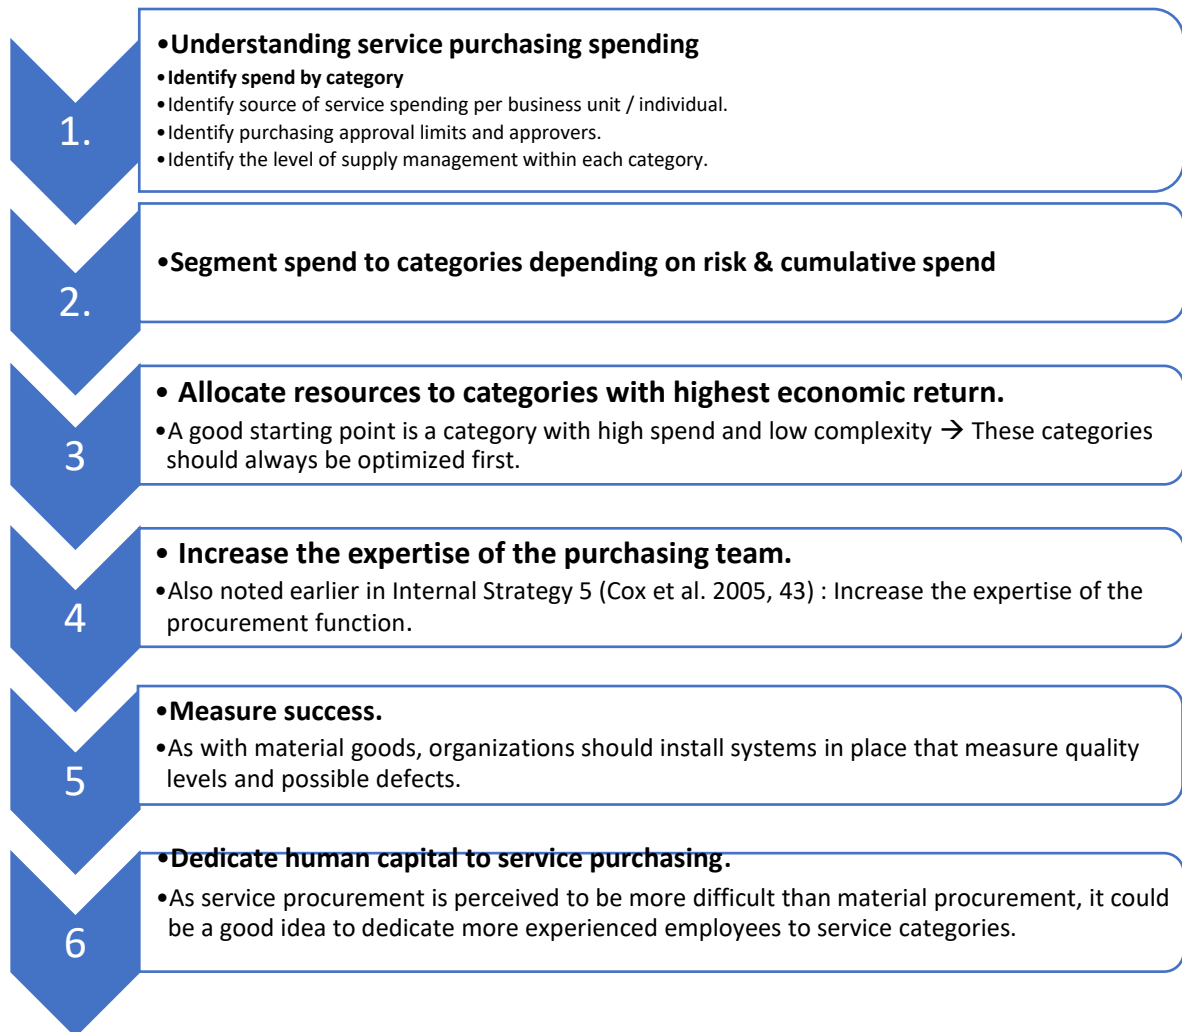 1.
•Understanding service purchasing spending
•Identify spend by category
•Identify source of service spending per business unit / individual.
•Identify purchasing approval limits and approvers.
•Identify the level of supply management within each category.
2.
•Segment spend to categories depending on risk & cumulative spend
3
• Allocate resources to categories with highest economic return.
•A good starting point is a category with high spend and low complexity → These categories
should always be optimized first.
4
• Increase the expertise of the purchasing team.
•Also noted earlier in Internal Strategy 5 (Cox et al. 2005, 43) : Increase the expertise of the
procurement function.
5
•Measure success.
•As with material goods, organizations should install systems in place that measure quality
levels and possible defects.
6
•Dedicate human capital to service purchasing.
•As service procurement is perceived to be more difficult than material procurement, it could
be a good idea to dedicate more experienced employees to service categories.